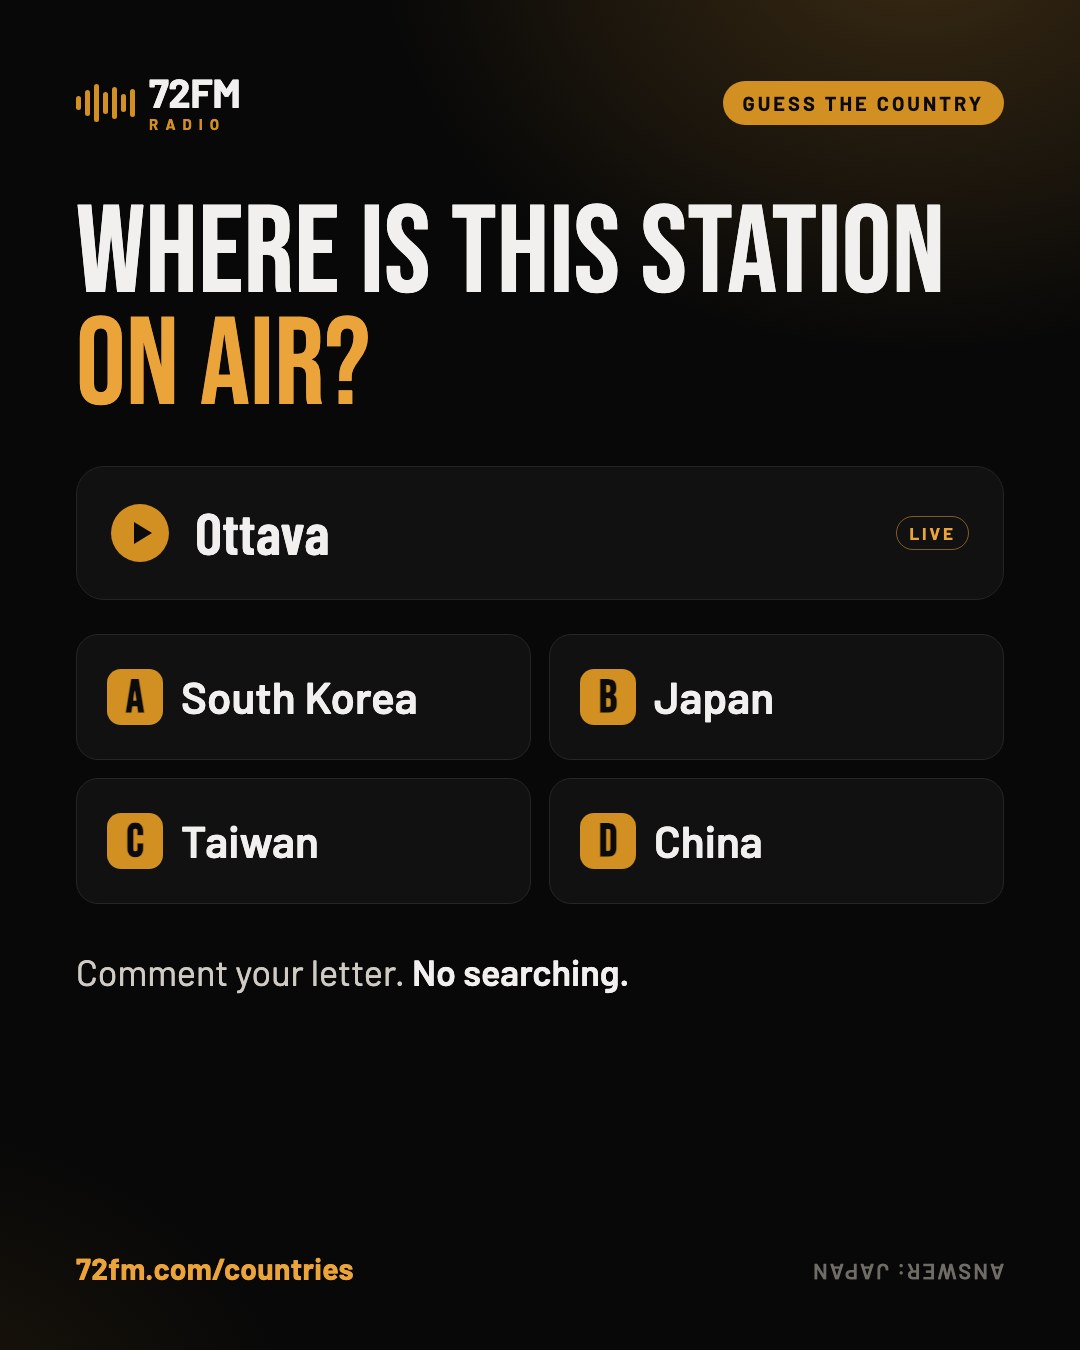 72FM
RADIO
GUESS THE COUNTRY
WHERE IS THIS STATION
ON AIR?
Ottava
LIVE
A South Korea
B Japan
C Taiwan
D China
Comment your letter. No searching.
72fm.com/countries
ANSWER: JAPAN